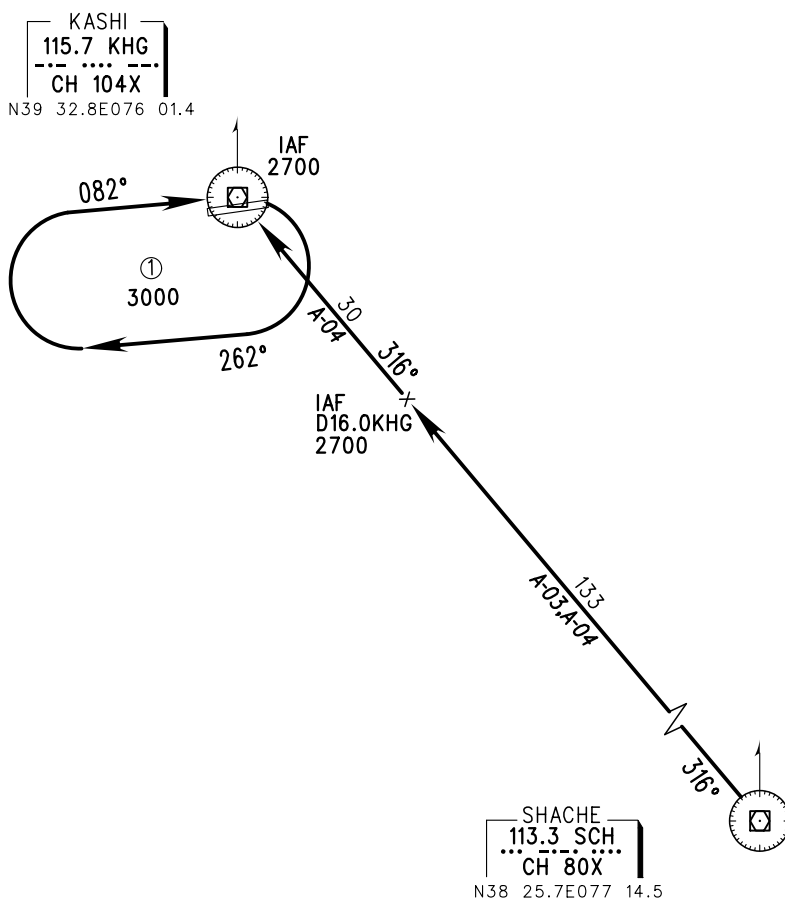 KASHI
115.7 KHG
CH 104X
N39 32.8E076 01.4
IAF
2700
082°
1
3000
262°
30
A-04
316°
IAF
D16.0KHG
2700
133
A-03,A-04
316°
SHACHE
113.3 SCH
CH 80X
N38 25.7E077 14.5